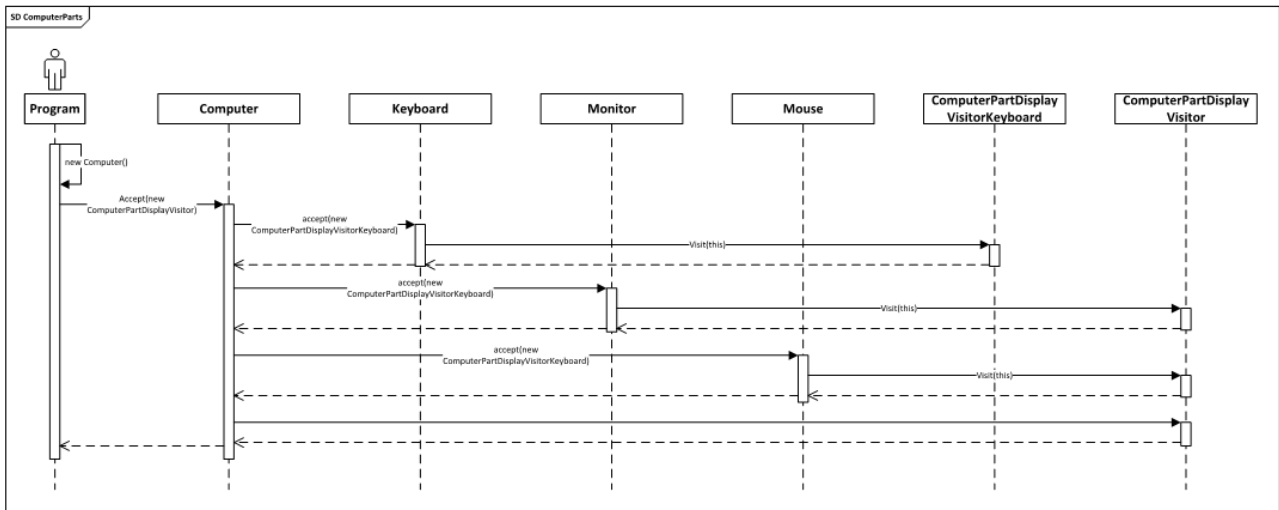 SD ComputerParts
Program
Computer
Keyboard
Monitor
Mouse
ComputerPartDisplay
VisitorKeyboard
ComputerPartDisplay
Visitor
new Computer()
Accept(new
ComputerPartDisplayVisitor)
accept(new
ComputerPartDisplayVisitorKeyboard)
Visit(this)
accept(new
ComputerPartDisplayVisitorKeyboard)
Visit(this)
accept(new
ComputerPartDisplayVisitorKeyboard)
Visit(this)